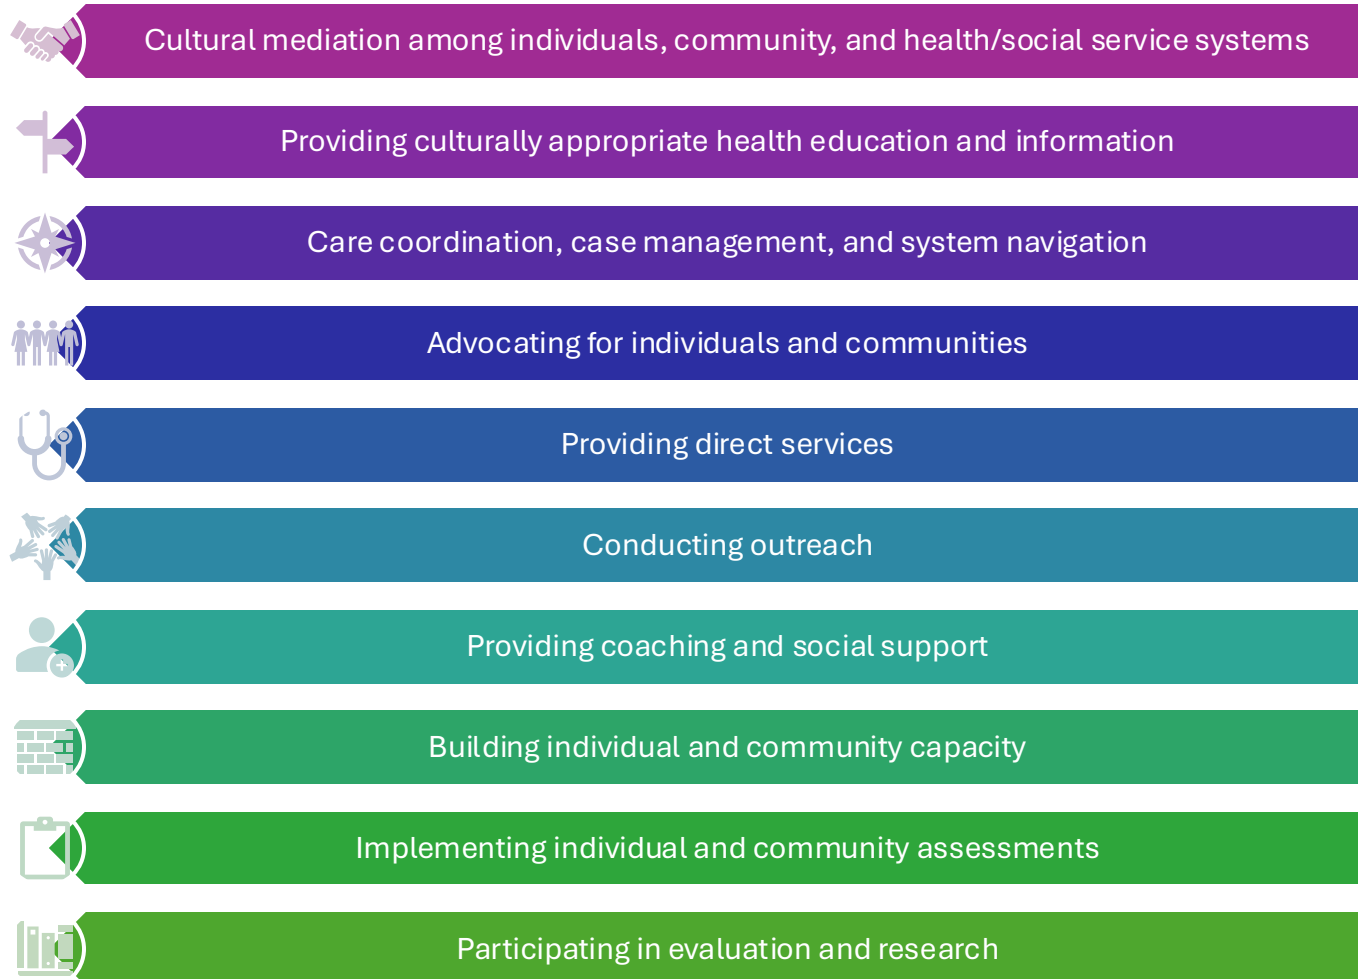 Cultural mediation among individuals, community, and health/social service systems
Providing culturally appropriate health education and information
Care coordination, case management, and system navigation
Advocating for individuals and communities
Providing direct services
Conducting outreach
Providing coaching and social support
Building individual and community capacity
Implementing individual and community assessments
Participating in evaluation and research